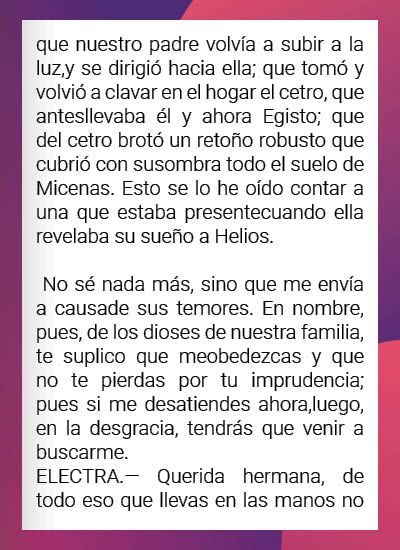 que nuestro padre volvía a subir a la
luz,y se dirigió hacia ella; que tomó y
volvió a clavar en el hogar el cetro, que
antesllevaba él y ahora Egisto; que
del cetro brotó un retoño robusto que
cubrió con susombra todo el suelo de
Micenas. Esto se lo he oído contar a
una que estaba presentecuando ella
revelaba su sueño a Helios.
No sé nada más, sino que me envía
a causade sus temores. En nombre,
pues, de los dioses de nuestra familia,
te suplico que meobedezcas y que
no te pierdas por tu imprudencia;
pues si me desatiendes ahora,luego,
en la desgracia, tendrás que venir a
buscarme.
ELECTRA.— Querida hermana, de
todo eso que llevas en las manos no